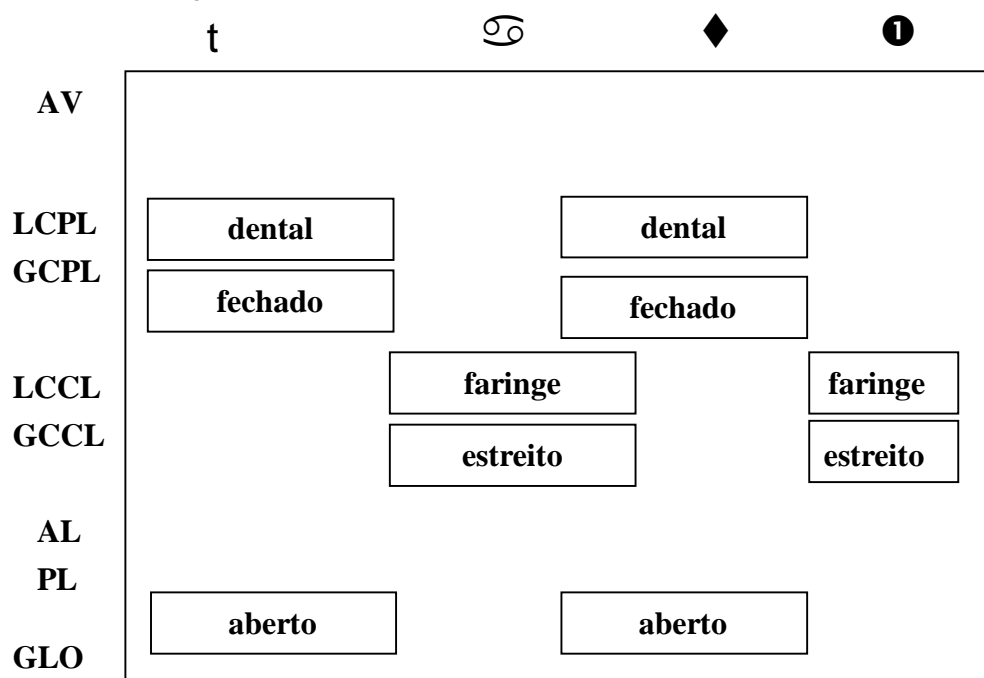 t ♋ ♦ ❶
AV
LCPL dental dental
GCPL
fechado fechado
LCCL faringe faringe
GCCL
estreito estreito
AL
PL
aberto aberto
GLO